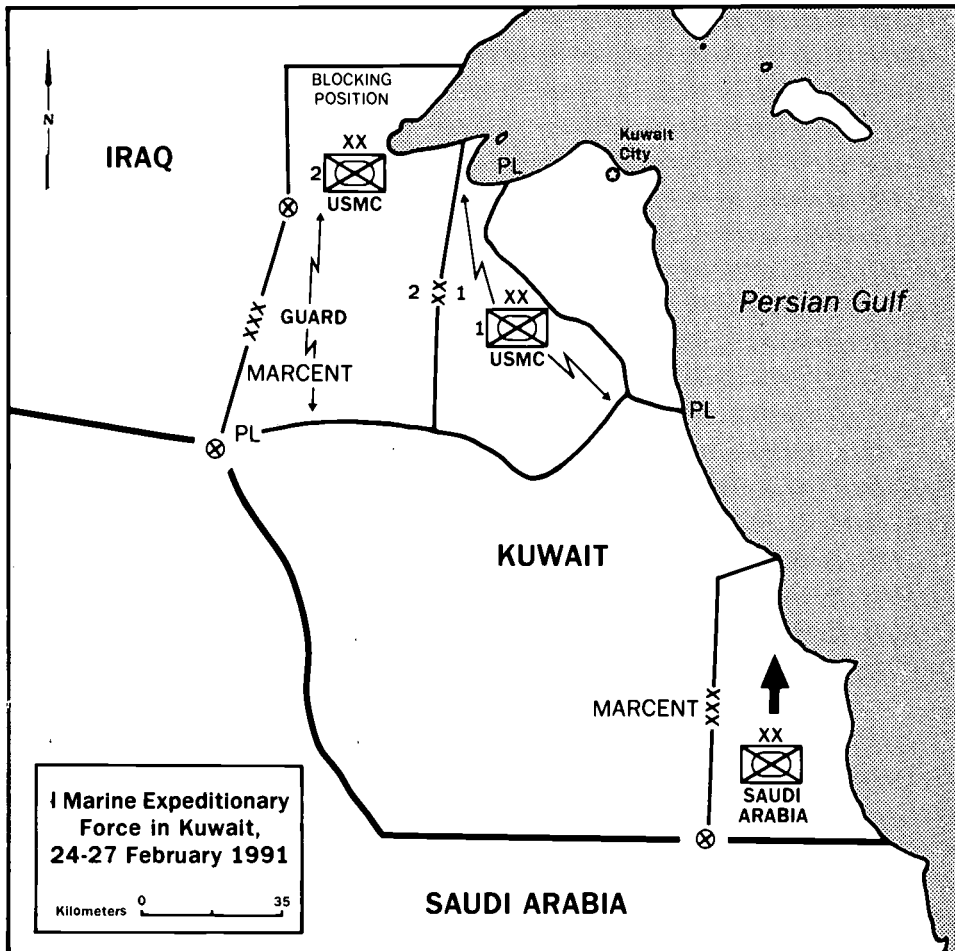 BLOCKING
POSITION
N
IRAQ
XX
2
USMC
PL
Kuwait
City
XXX
GUARD
MARCENT
2 XX 1
XX
1
USMC
Persian Gulf
PL
PL
KUWAIT
MARCENT
XXX
XX
SAUDI
ARABIA
I Marine Expeditionary
Force in Kuwait,
24-27 February 1991
Kilometers 0 35
SAUDI ARABIA